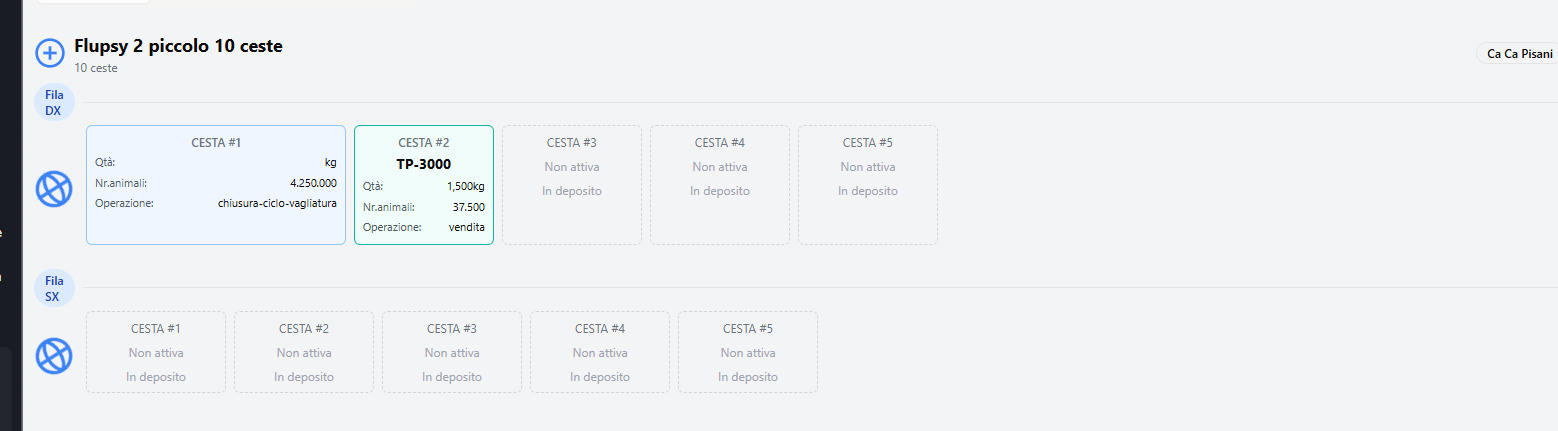 Flupsy 2 piccolo 10 ceste
10 ceste
Ca Ca Pisani
Fila
DX
CESTA #1
Qtà: kg
Nr.animali: 4.250.000
Operazione: chiusura-ciclo-vagliatura
CESTA #2
TP-3000
Qtà: 1,500kg
Nr.animali: 37.500
Operazione: vendita
CESTA #3
Non attiva
In deposito
CESTA #4
Non attiva
In deposito
CESTA #5
Non attiva
In deposito
Fila
SX
CESTA #1
Non attiva
In deposito
CESTA #2
Non attiva
In deposito
CESTA #3
Non attiva
In deposito
CESTA #4
Non attiva
In deposito
CESTA #5
Non attiva
In deposito